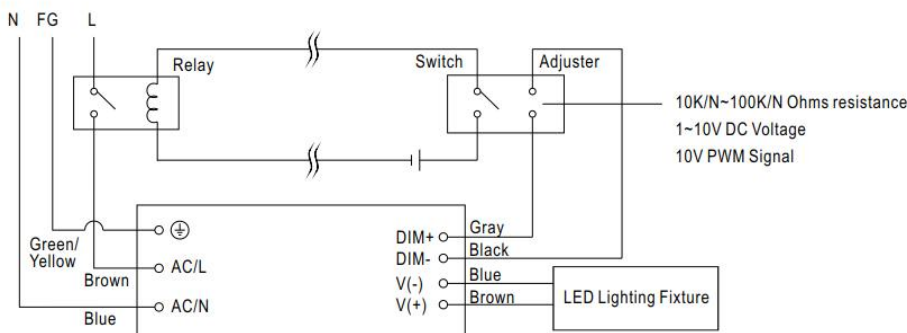 N FG L
Relay
Switch
Adjuster
10K/N~100K/N Ohms resistance
1~10V DC Voltage
10V PWM Signal
Green/
Yellow
Brown
AC/L
Blue
AC/N
DIM+
Gray
DIM-
Black
V(-)
Blue
V(+)
Brown
LED Lighting Fixture